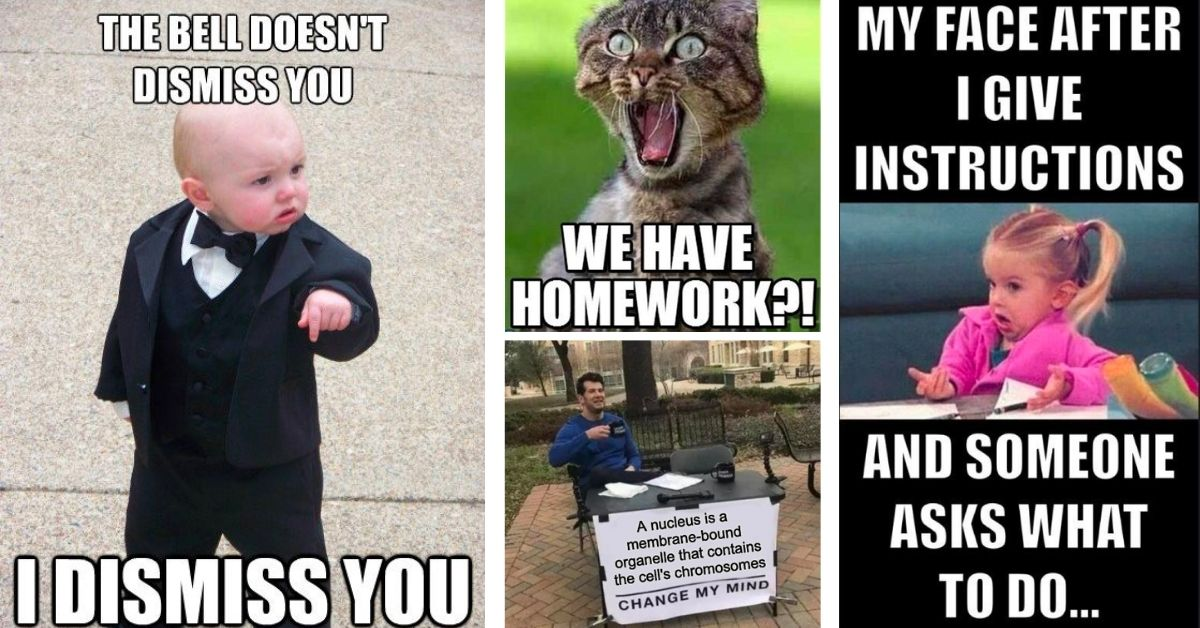 THE BELL DOESN'T
DISMISS YOU
I DISMISS YOU
WE HAVE
HOMEWORK?!
A nucleus is a
membrane-bound
organelle that contains
the cell's chromosomes
CHANGE MY MIND
MY FACE AFTER
I GIVE
INSTRUCTIONS
AND SOMEONE
ASKS WHAT
TO DO...